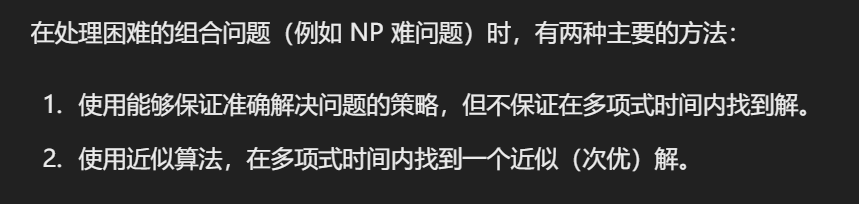 在处理困难的组合问题（例如 NP 难问题）时，有两种主要的方法：
1. 使用能够保证准确解决问题的策略，但不保证在多项式时间内找到解。
2. 使用近似算法，在多项式时间内找到一个近似（次优）解。